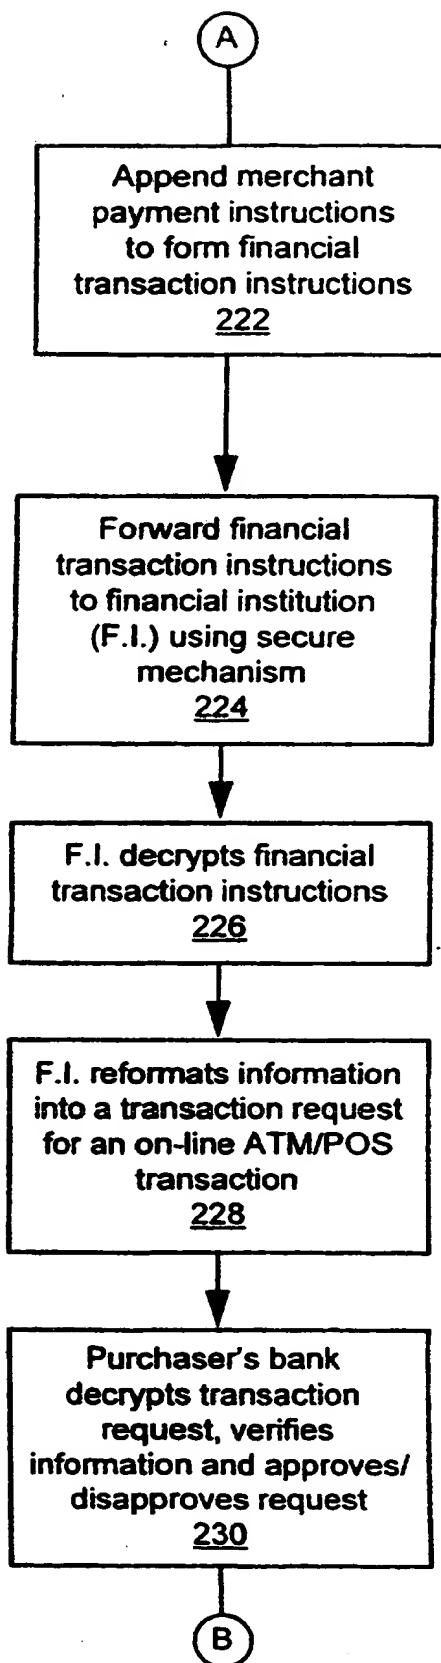 A
Append merchant
payment instructions
to form financial
transaction instructions
222
Forward financial
transaction instructions
to financial institution
(F.I.) using secure
mechanism
224
F.I. decrypts financial
transaction instructions
226
F.I. reformats information
into a transaction request
for an on-line ATM/POS
transaction
228
Purchaser's bank
decrypts transaction
request, verifies
information and approves/
disapproves request
230
B